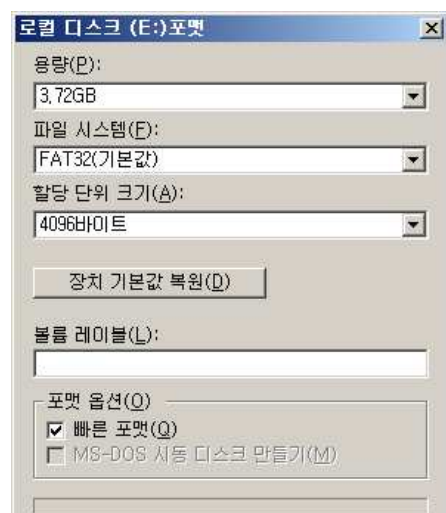 로컬 디스크 (E:)포맷
용량(P):
3,72GB
파일 시스템(F):
FAT32(기본값)
할당 단위 크기(A):
4096바이트
장치 기본값 복원(D)
볼륨 레이블(L):
포맷 옵션(O)
빠른 포맷(Q)
MS-DOS 시동 디스크 만들기(M)